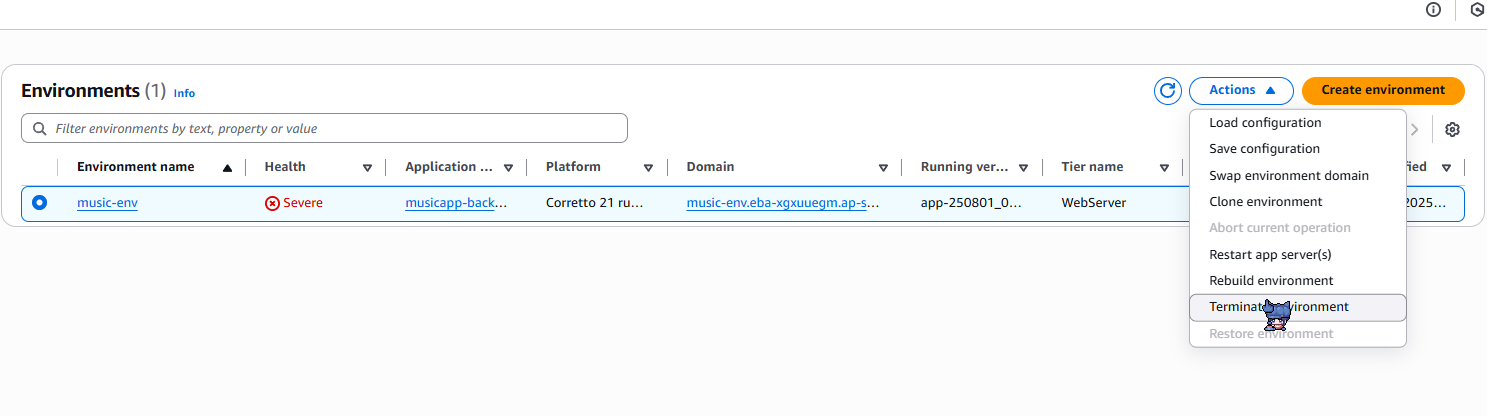 Environments (1) Info
Actions
Create environment
Filter environments by text, property or value
Environment name
Health
Application ...
Platform
Domain
Running ver...
Tier name
fied
music-env
Severe
musicapp-back...
Corretto 21 ru...
music-env.eba-xgxuuegm.ap-s...
app-250801_0...
WebServer
2025...
Load configuration
Save configuration
Swap environment domain
Clone environment
Abort current operation
Restart app server(s)
Rebuild environment
Terminate environment
Restore environment